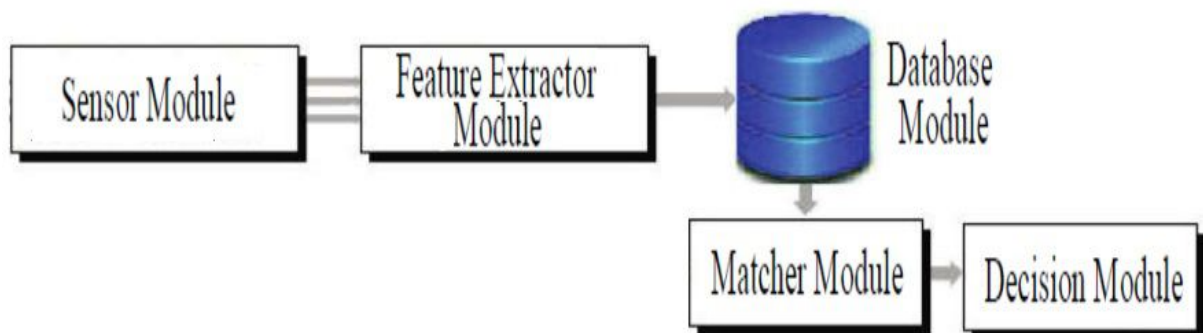 Sensor Module
Feature Extractor
Module
Database
Module
Matcher Module
Decision Module